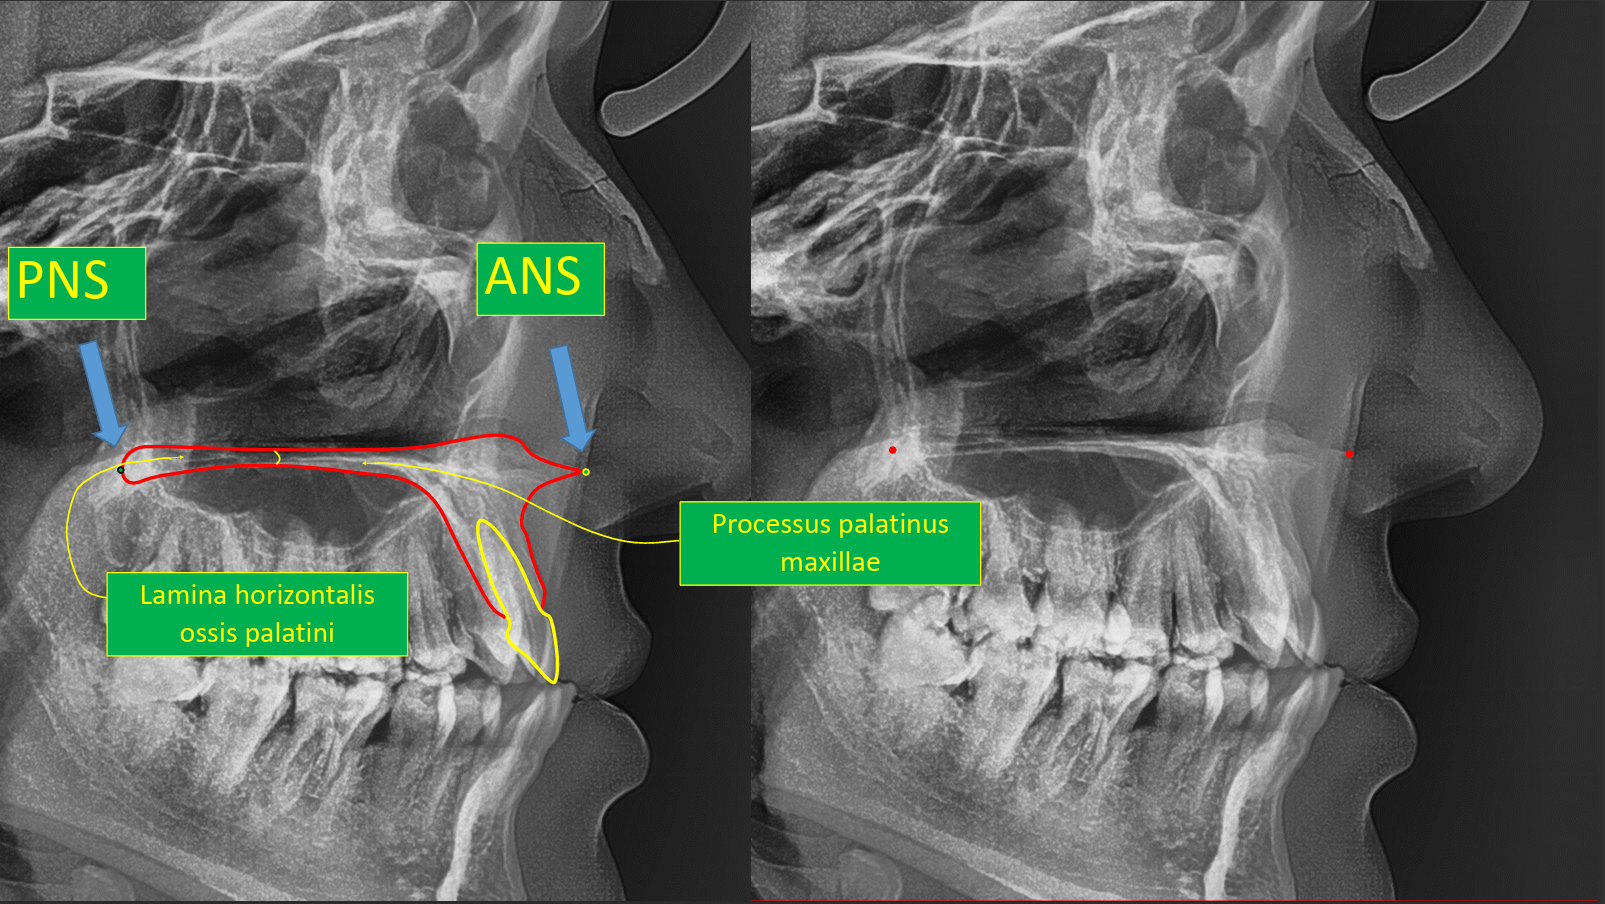 PNS
ANS
Processus palatinus
maxillae
Lamina horizontalis
ossis palatini